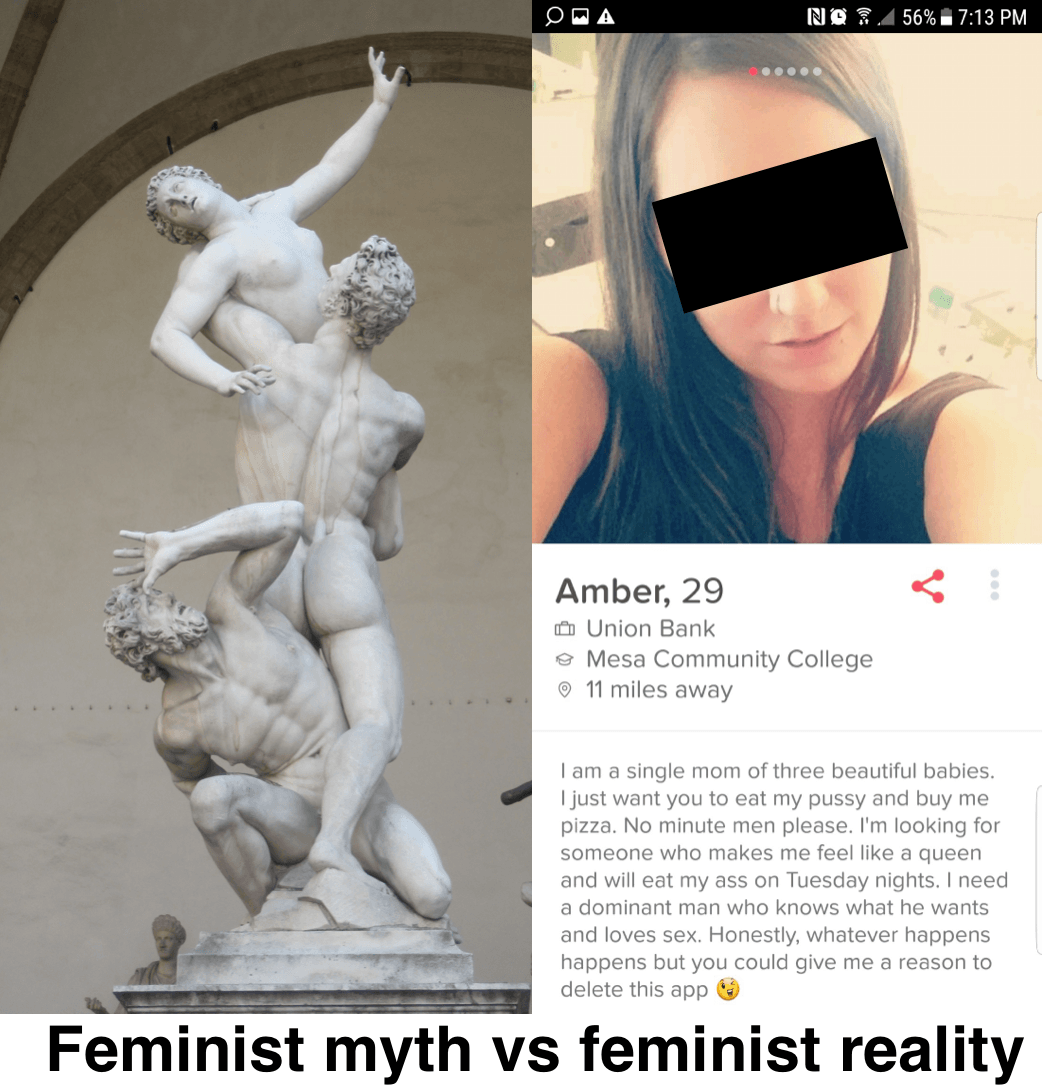 56% 7:13 PM
Amber, 29
Union Bank
Mesa Community College
11 miles away
I am a single mom of three beautiful babies.
I just want you to eat my pussy and buy me
pizza. No minute men please. I'm looking for
someone who makes me feel like a queen
and will eat my ass on Tuesday nights. I need
a dominant man who knows what he wants
and loves sex. Honestly, whatever happens
happens but you could give me a reason to
delete this app 😜
Feminist myth vs feminist reality